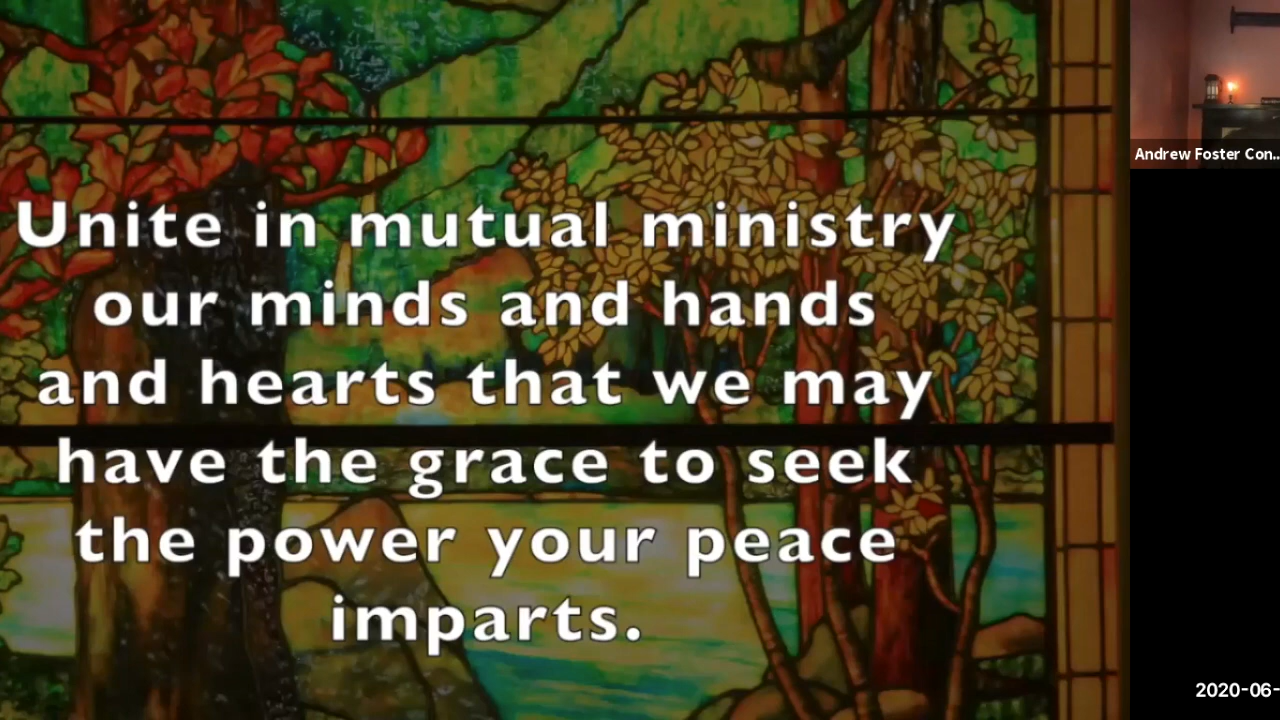 Unite in mutual ministry
our minds and hands
and hearts that we may
have the grace to seek
the power your peace
imparts.
Andrew Foster Con...
2020-06-